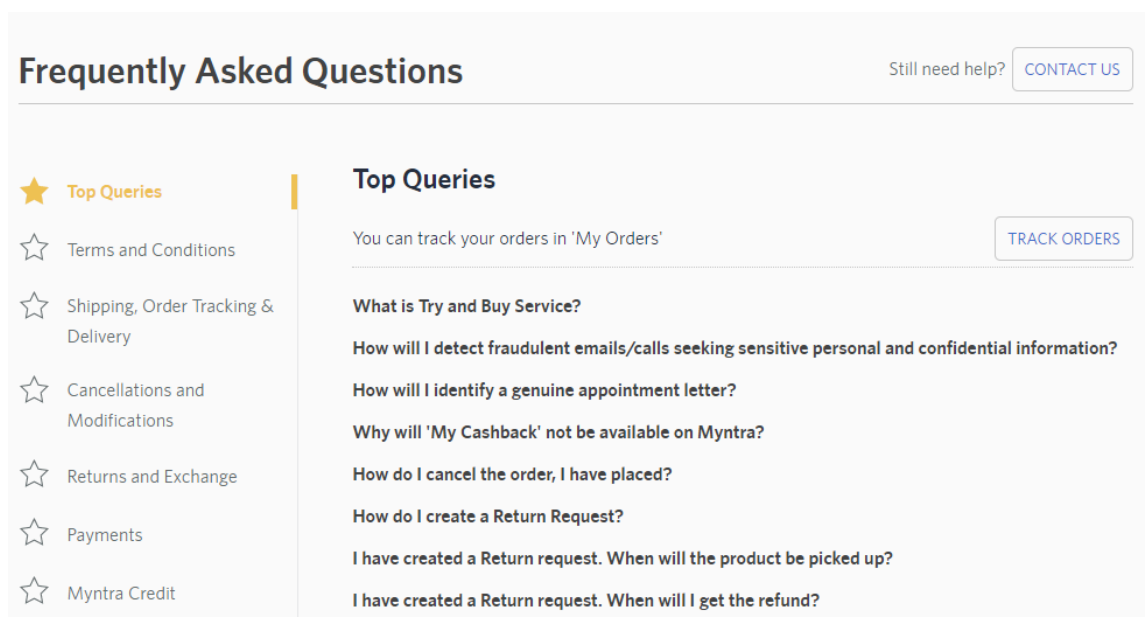 Frequently Asked Questions
Still need help?
CONTACT US
Top Queries
Terms and Conditions
Shipping, Order Tracking &
Delivery
Cancellations and
Modifications
Returns and Exchange
Payments
Myntra Credit
Top Queries
You can track your orders in 'My Orders'
TRACK ORDERS
What is Try and Buy Service?
How will I detect fraudulent emails/calls seeking sensitive personal and confidential information?
How will I identify a genuine appointment letter?
Why will 'My Cashback' not be available on Myntra?
How do I cancel the order, I have placed?
How do I create a Return Request?
I have created a Return request. When will the product be picked up?
I have created a Return request. When will I get the refund?